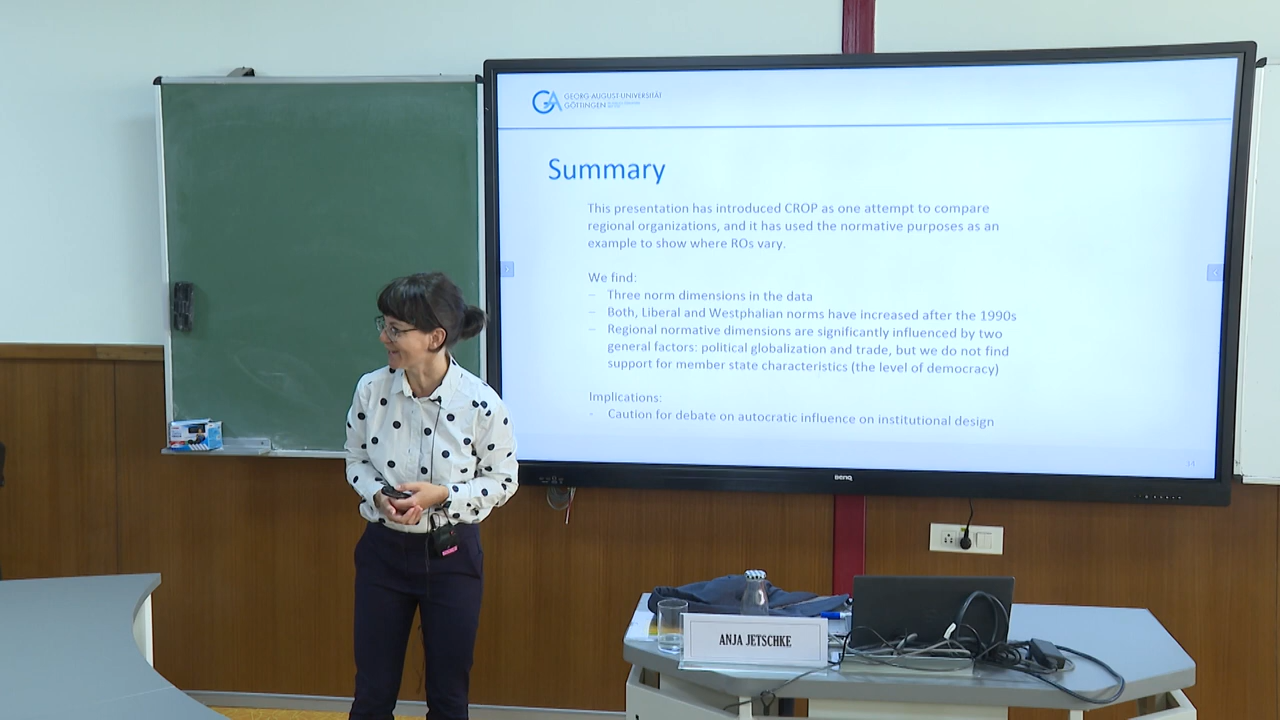 GEORG-AUGUST-UNIVERSITÄT
GÖTTINGEN
Summary
This presentation has introduced CROP as one attempt to compare
regional organizations, and it has used the normative purposes as an
example to show where ROs vary.
We find:
– Three norm dimensions in the data
– Both, Liberal and Westphalian norms have increased after the 1990s
– Regional normative dimensions are significantly influenced by two
general factors: political globalization and trade, but we do not find
support for member state characteristics (the level of democracy)
Implications:
- Caution for debate on autocratic influence on institutional design
14
BenQ
ANJA JETSCHKE